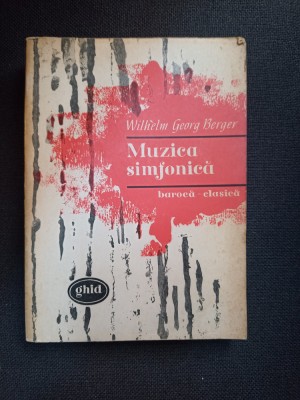 Wilhelm Georg Berger
Muzica
simfonică
barocă - clasică
ghid